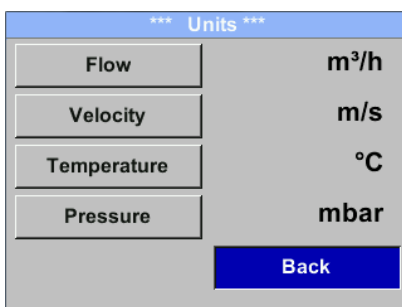 *** Units ***
Flow m³/h
Velocity m/s
Temperature °C
Pressure mbar
Back